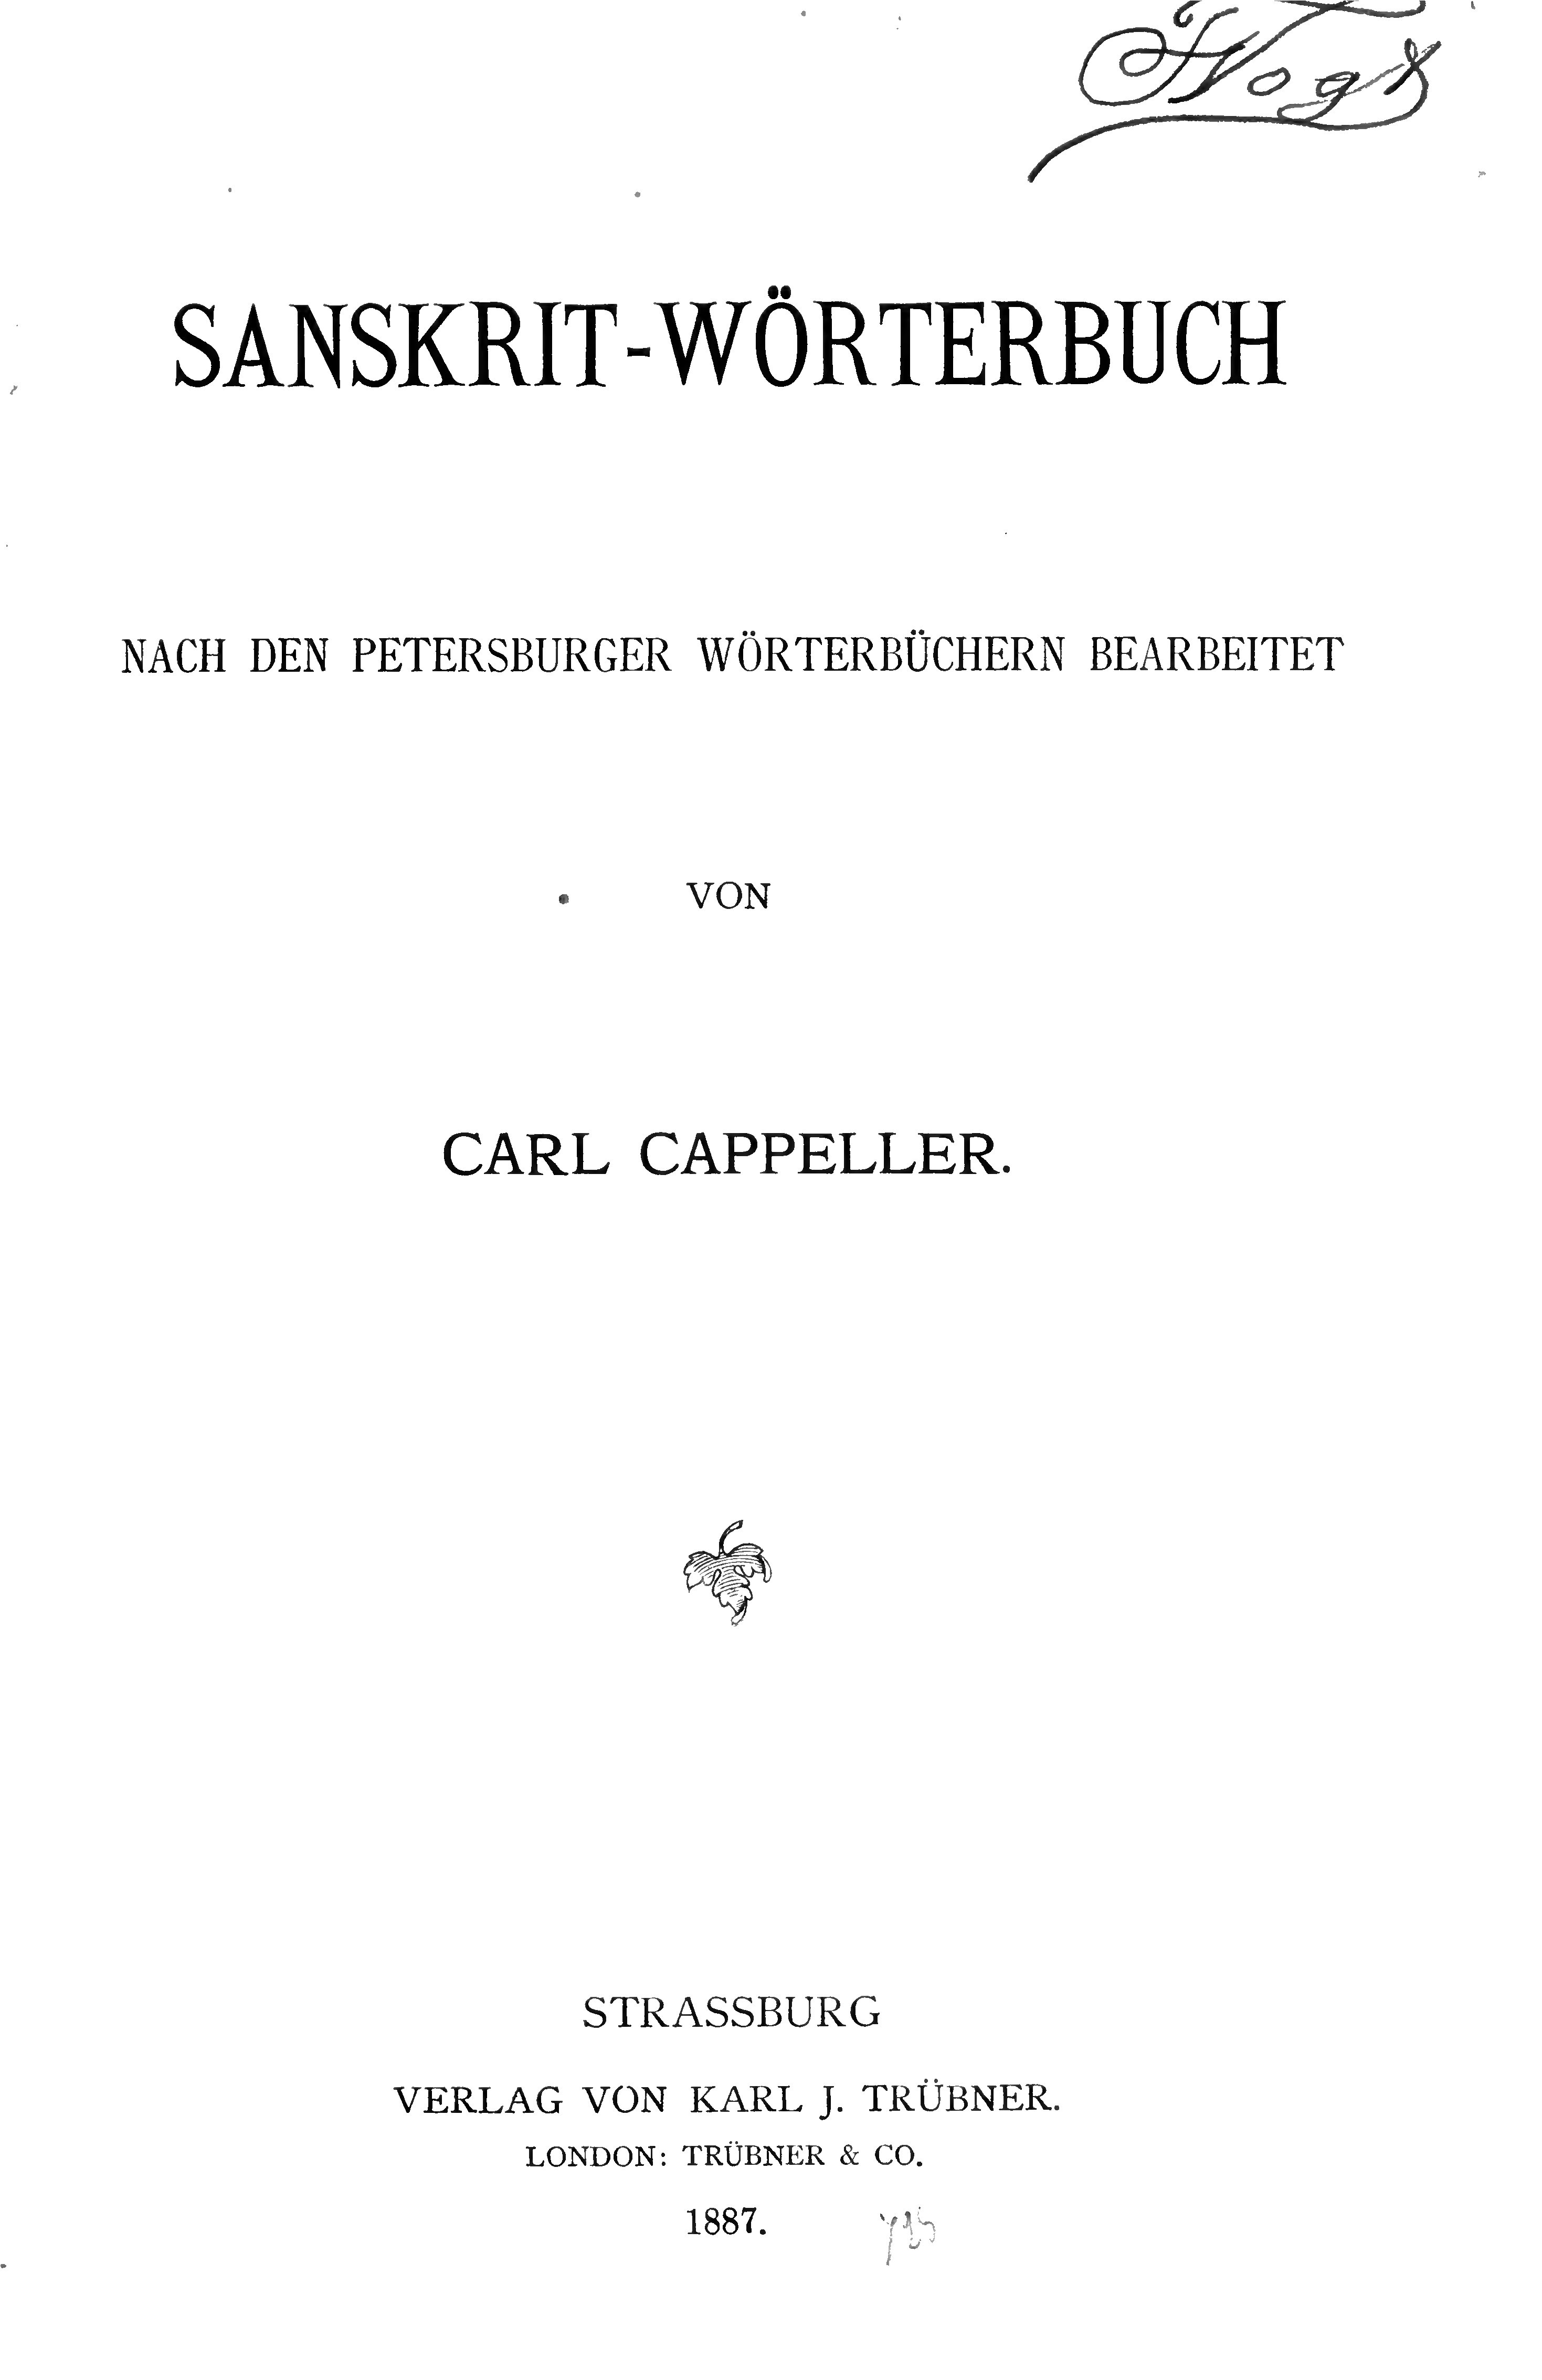 SANSKRIT-WÖRTERBUCH
NACH DEN PETERSBURGER WÖRTERBÜCHERN BEARBEITET
VON
CARL CAPPELLER.
STRASSBURG
VERLAG VON KARL J. TRÜBNER.
LONDON: TRÜBNER & CO.
1887.